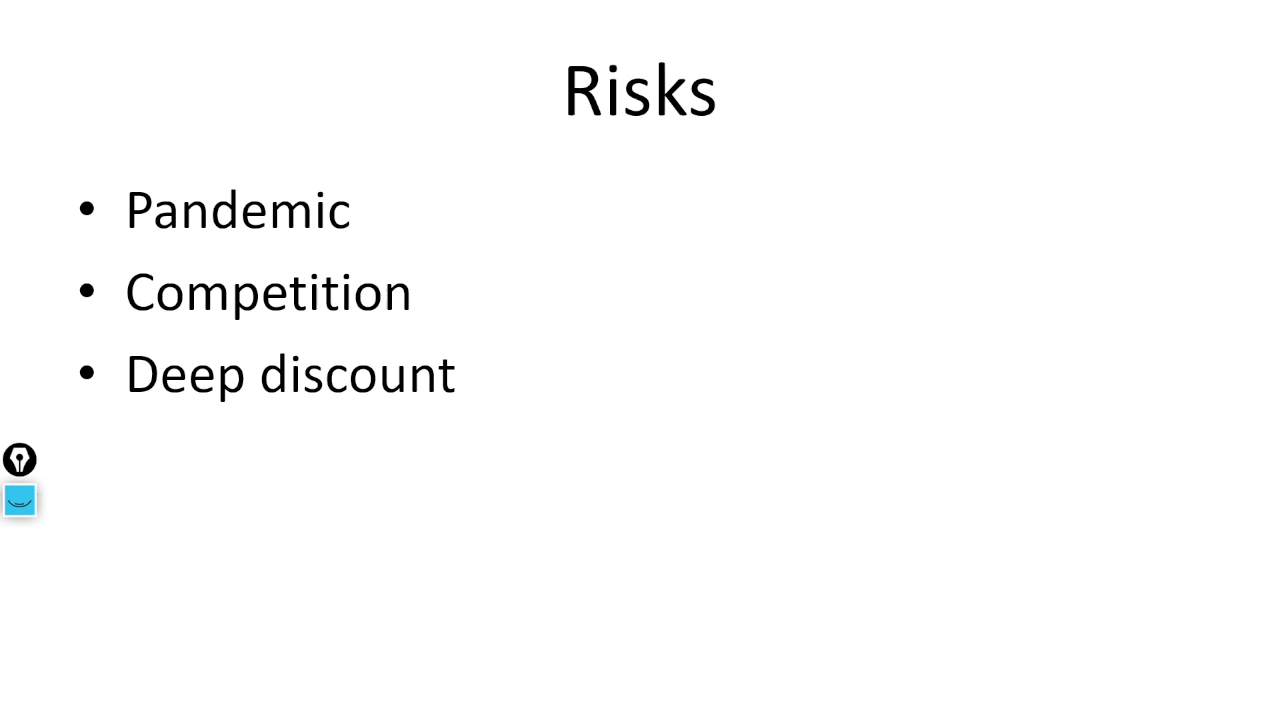 Risks
• Pandemic
• Competition
• Deep discount